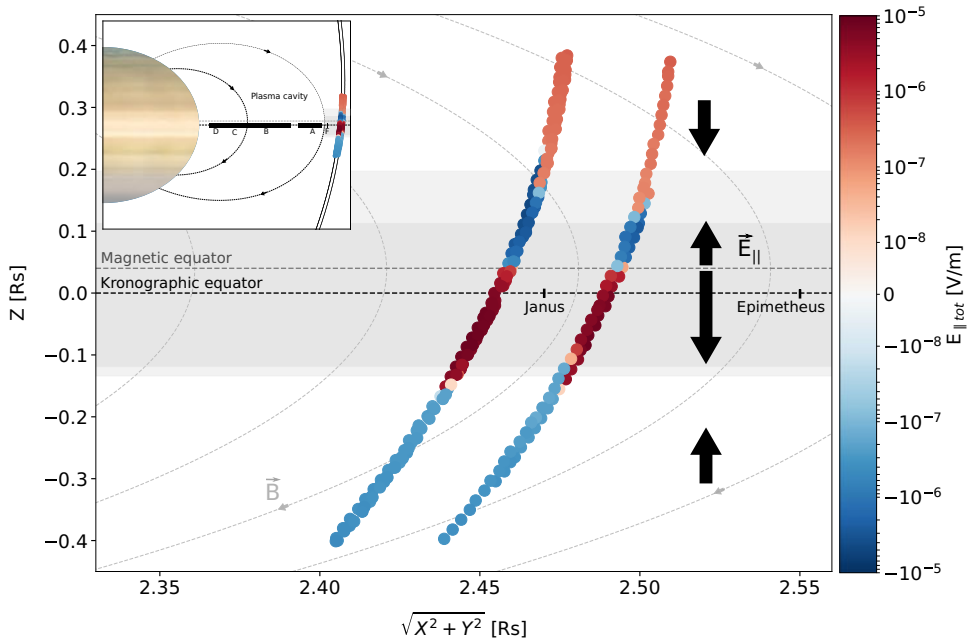 Plasma cavity
D
C
B
A
F
0.4
0.3
0.2
0.1
0.0
−0.1
−0.2
−0.3
−0.4
Z [Rs]
Magnetic equator
Kronographic equator
Janus
Epimetheus
E⃗||
B⃗
2.35
2.40
2.45
2.50
2.55
√X² + Y² [Rs]
10⁻⁵
10⁻⁶
10⁻⁷
10⁻⁸
0
−10⁻⁸
−10⁻⁷
−10⁻⁶
−10⁻⁵
E|| tot [V/m]